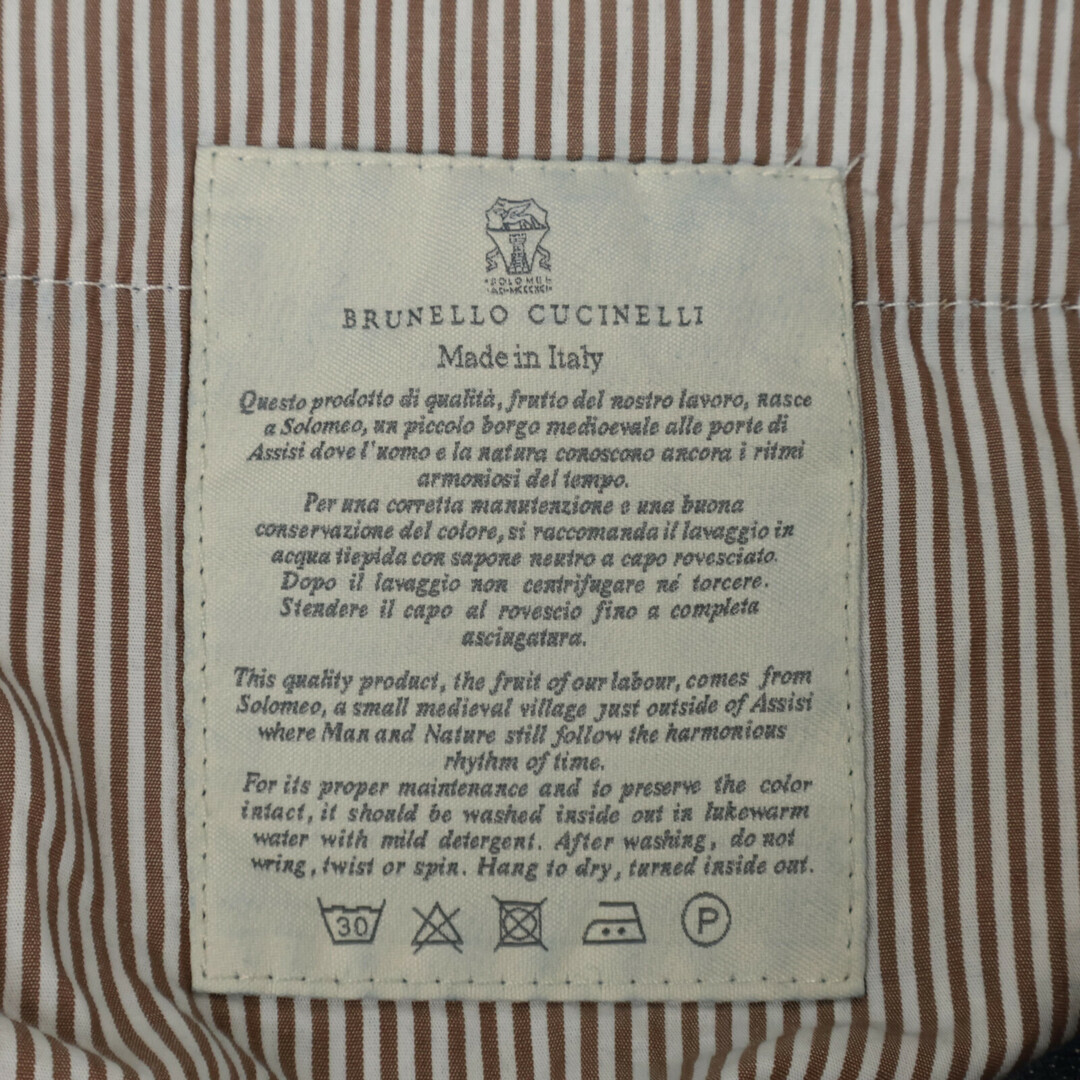 SOLOMEI
BRUNELLO CUCINELLI
Made in Italy
Questo prodotto di qualità, frutto del nostro lavoro, nasce
a Solomeo, un piccolo borgo medioevale alle porte di
Assisi dove l'uomo e la natura conoscono ancora i ritmi
armoniosi del tempo.
Per una corretta manutenzione e una buona
conservazione del colore, si raccomanda il lavaggio in
acqua tiepida con sapone neutro a capo rovesciato.
Dopo il lavaggio non centrifugare né torcere.
Stendere il capo al rovescio fino a completa
asciugatura.
This quality product, the fruit of our labour, comes from
Solomeo, a small medieval village just outside of Assisi
where Man and Nature still follow the harmonious
rhythm of time.
For its proper maintenance and to preserve the color
intact, it should be washed inside out in lukewarm
water with mild detergent. After washing, do not
wring, twist or spin. Hang to dry, turned inside out.
30 P